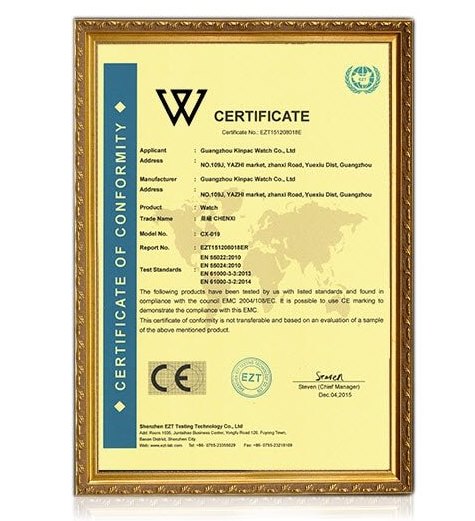 CERTIFICATE OF CONFORMITY
EZT
CERTIFICATE
Certificate No.: EZT151208018E
Applicant : Guangzhou Kinpac Watch Co., Ltd
Address : NO.109J, YAZHI market, zhanxi Road, Yuexiu Dist, Guangzhou
Manufacturer : Guangzhou Kinpac Watch Co., Ltd
Address : NO.109J, YAZHI market, zhanxi Road, Yuexiu Dist, Guangzhou
Product : Watch
Trade Name : CHENXI
Model No. : CX-019
Report No. : EZT151208018ER
Test Standards : EN 55022:2010
EN 55024:2010
EN 61000-3-2:2013
EN 61000-3-2:2014
The following products have been tested by us with listed standards and found in
compliance with the council EMC 2004/108/EC. It is possible to use CE marking to
demonstrate the compliance with this EMC.
This certificate of conformity is not transferable and based on an evaluation of a sample
of the above mentioned product.
CE
EZT
Steven
Steven (Chief Manager)
Dec.04,2015
Shenzhen EZT Testing Technology Co., Ltd
Add: Room 1035, Juntaihao Business Center, Yongfu Road 120, Fuyong Town,
Baoan District, Shenzhen City
Web: www.ezt-lab.com Tel: +86-0755-23355629 Fax: +86-0755-23219169